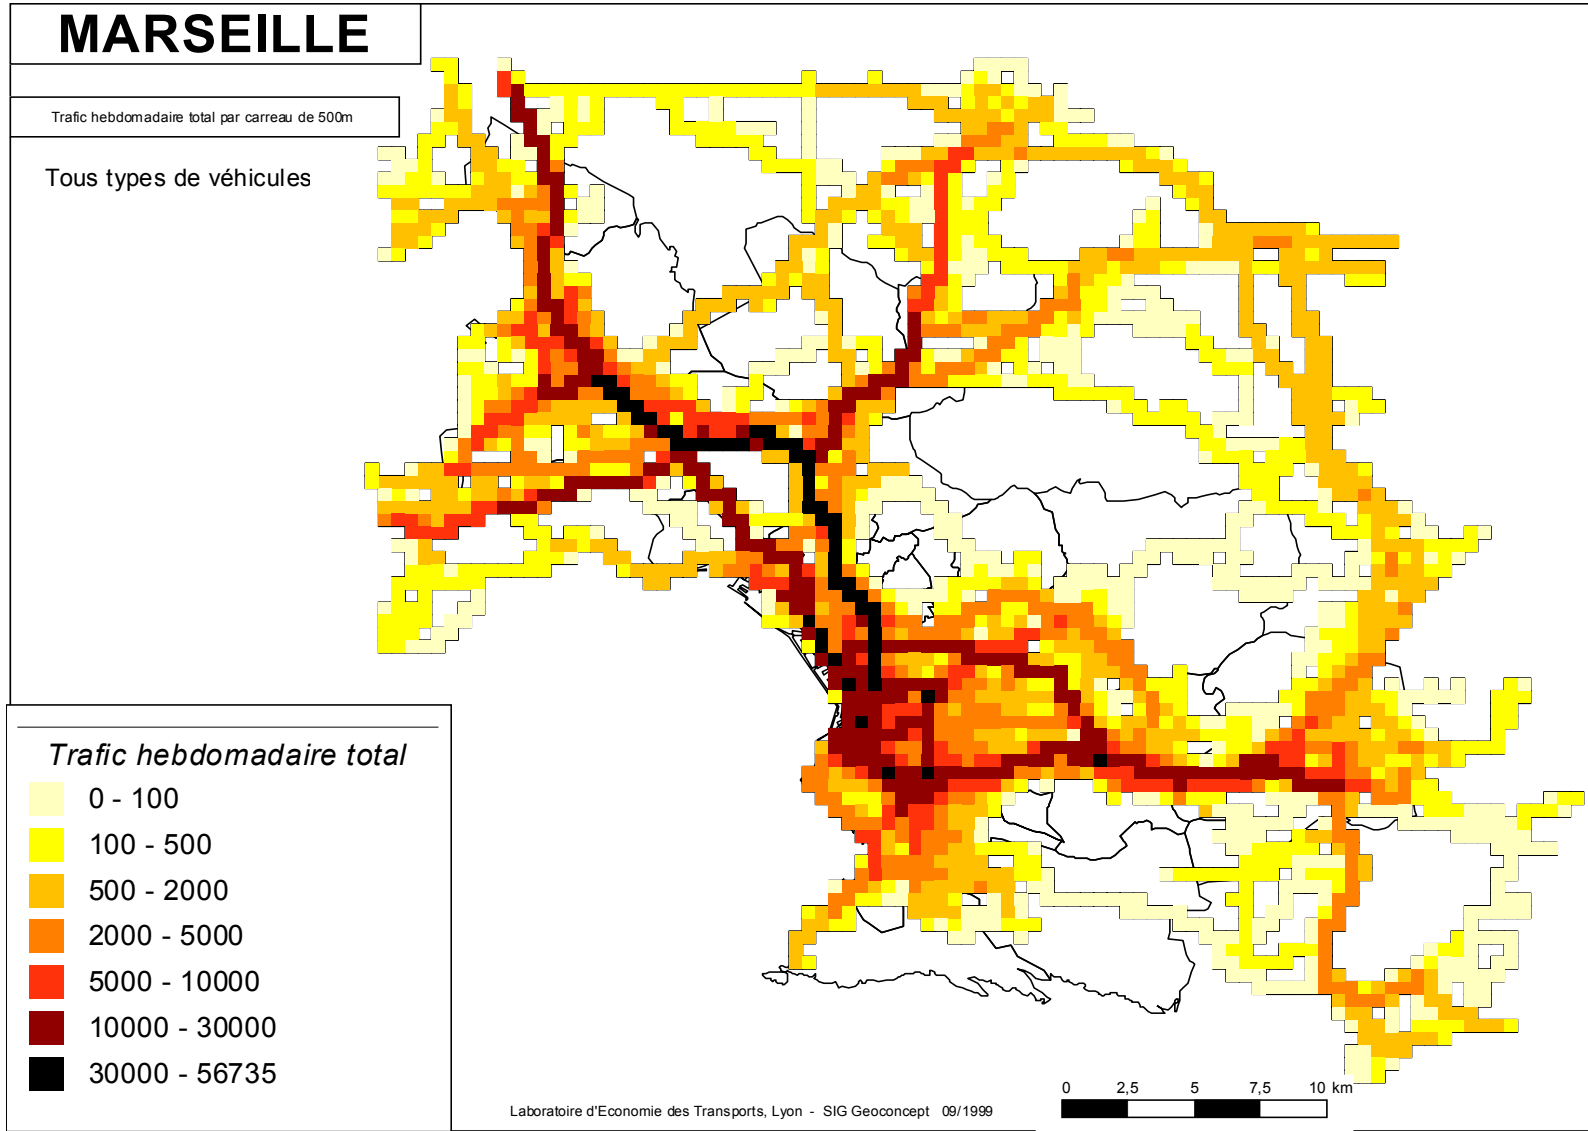 MARSEILLE
Trafic hebdomadaire total par carreau de 500m
Tous types de véhicules
Trafic hebdomadaire total
0 - 100
100 - 500
500 - 2000
2000 - 5000
5000 - 10000
10000 - 30000
30000 - 56735
0 2,5 5 7,5 10 km
Laboratoire d'Economie des Transports, Lyon - SIG Geoconcept 09/1999